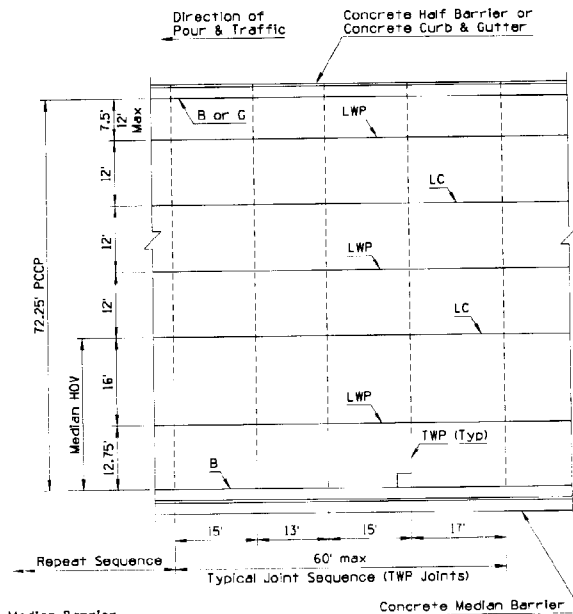 Direction of
Pour & Traffic
Concrete Half Barrier or
Concrete Curb & Gutter
7.5'
12'
Max
B or G
LWP
12'
LC
12'
LWP
72.25' PCCP
12'
LC
Median HOV
16'
LWP
12.75'
TWP (Typ)
B
15'
13'
15'
17'
Repeat Sequence
60' max
Typical Joint Sequence (TWP Joints)
Concrete Median Barrier
Median Barrier